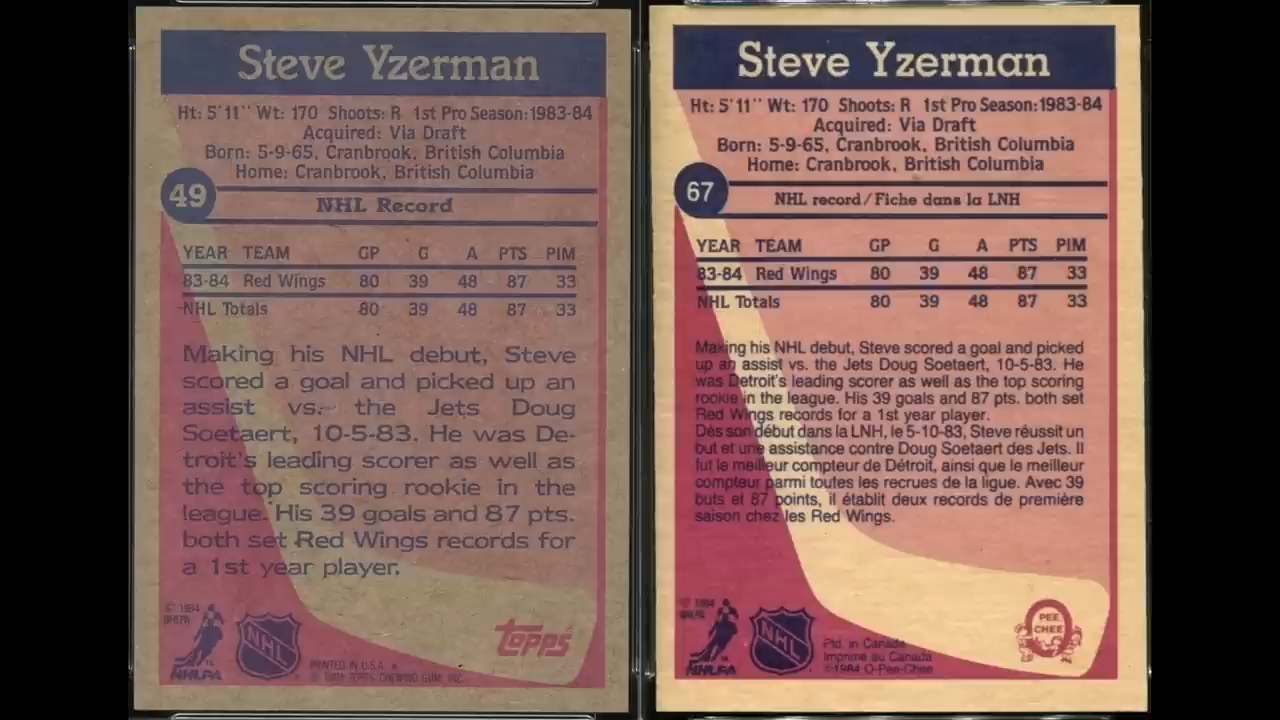 Steve Yzerman
Ht: 5'11" Wt: 170 Shoots: R 1st Pro Season: 1983-84
Acquired: Via Draft
Born: 5-9-65, Cranbrook, British Columbia
Home: Cranbrook, British Columbia
49
NHL Record
YEAR TEAM GP G A PTS PIM
83-84 Red Wings 80 39 48 87 33
NHL Totals 80 39 48 87 33
Making his NHL debut, Steve
scored a goal and picked up an
assist vs. the Jets Doug
Soetaert, 10-5-83. He was De-
troit's leading scorer as well as
the top scoring rookie in the
league. His 39 goals and 87 pts.
both set Red Wings records for
a 1st year player.
© 1984
NHLPA
NHLPA
NHL
PRINTED IN U.S.A.
© 1984 TOPPS CHEWING GUM, INC.
topps
Steve Yzerman
Ht: 5'11" Wt: 170 Shoots: R 1st Pro Season: 1983-84
Acquired: Via Draft
Born: 5-9-65, Cranbrook, British Columbia
Home: Cranbrook, British Columbia
67
NHL record/Fiche dans la LNH
YEAR TEAM GP G A PTS PIM
83-84 Red Wings 80 39 48 87 33
NHL Totals 80 39 48 87 33
Making his NHL debut, Steve scored a goal and picked
up an assist vs. the Jets Doug Soetaert, 10-5-83. He
was Detroit's leading scorer as well as the top scoring
rookie in the league. His 39 goals and 87 pts. both set
Red Wings records for a 1st year player.
Dès son début dans la LNH, le 5-10-83, Steve réussit un
but et une assistance contre Doug Soetaert des Jets. Il
fut le meilleur compteur de Détroit, ainsi que le meilleur
compteur parmi toutes les recrues de la ligue. Avec 39
buts et 87 points, il établit deux records de première
saison chez les Red Wings.
© 1984
NHLPA
NHLPA
NHL
Ptd. in Canada
Imprimé au Canada
© 1984 O-Pee-Chee
O
PEE
CHEE